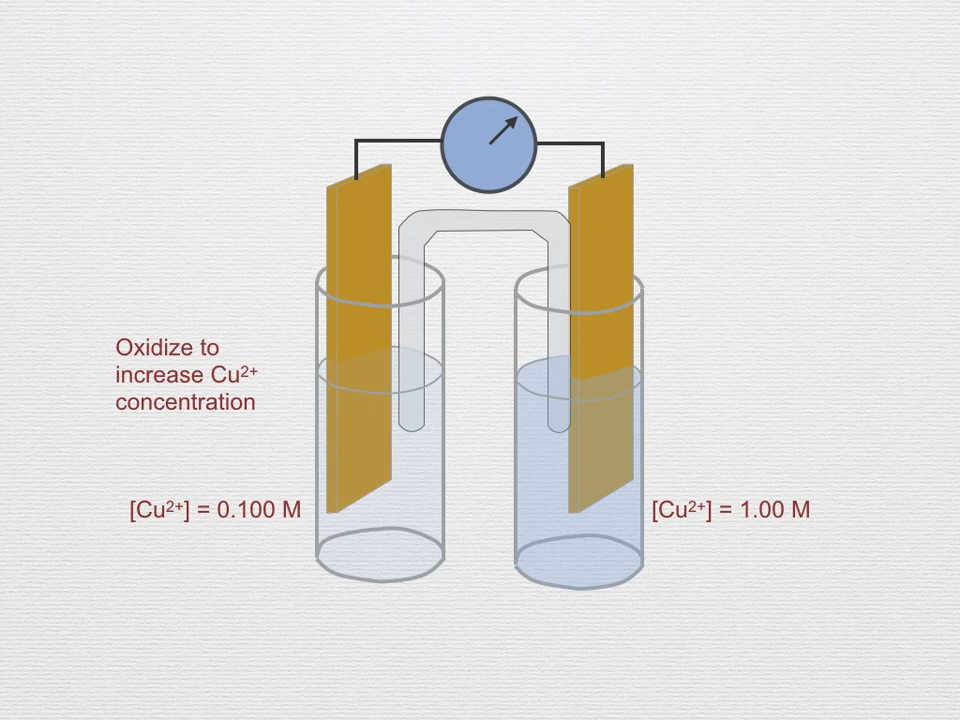 Oxidize to
increase Cu²⁺
concentration
[Cu²⁺] = 0.100 M
[Cu²⁺] = 1.00 M